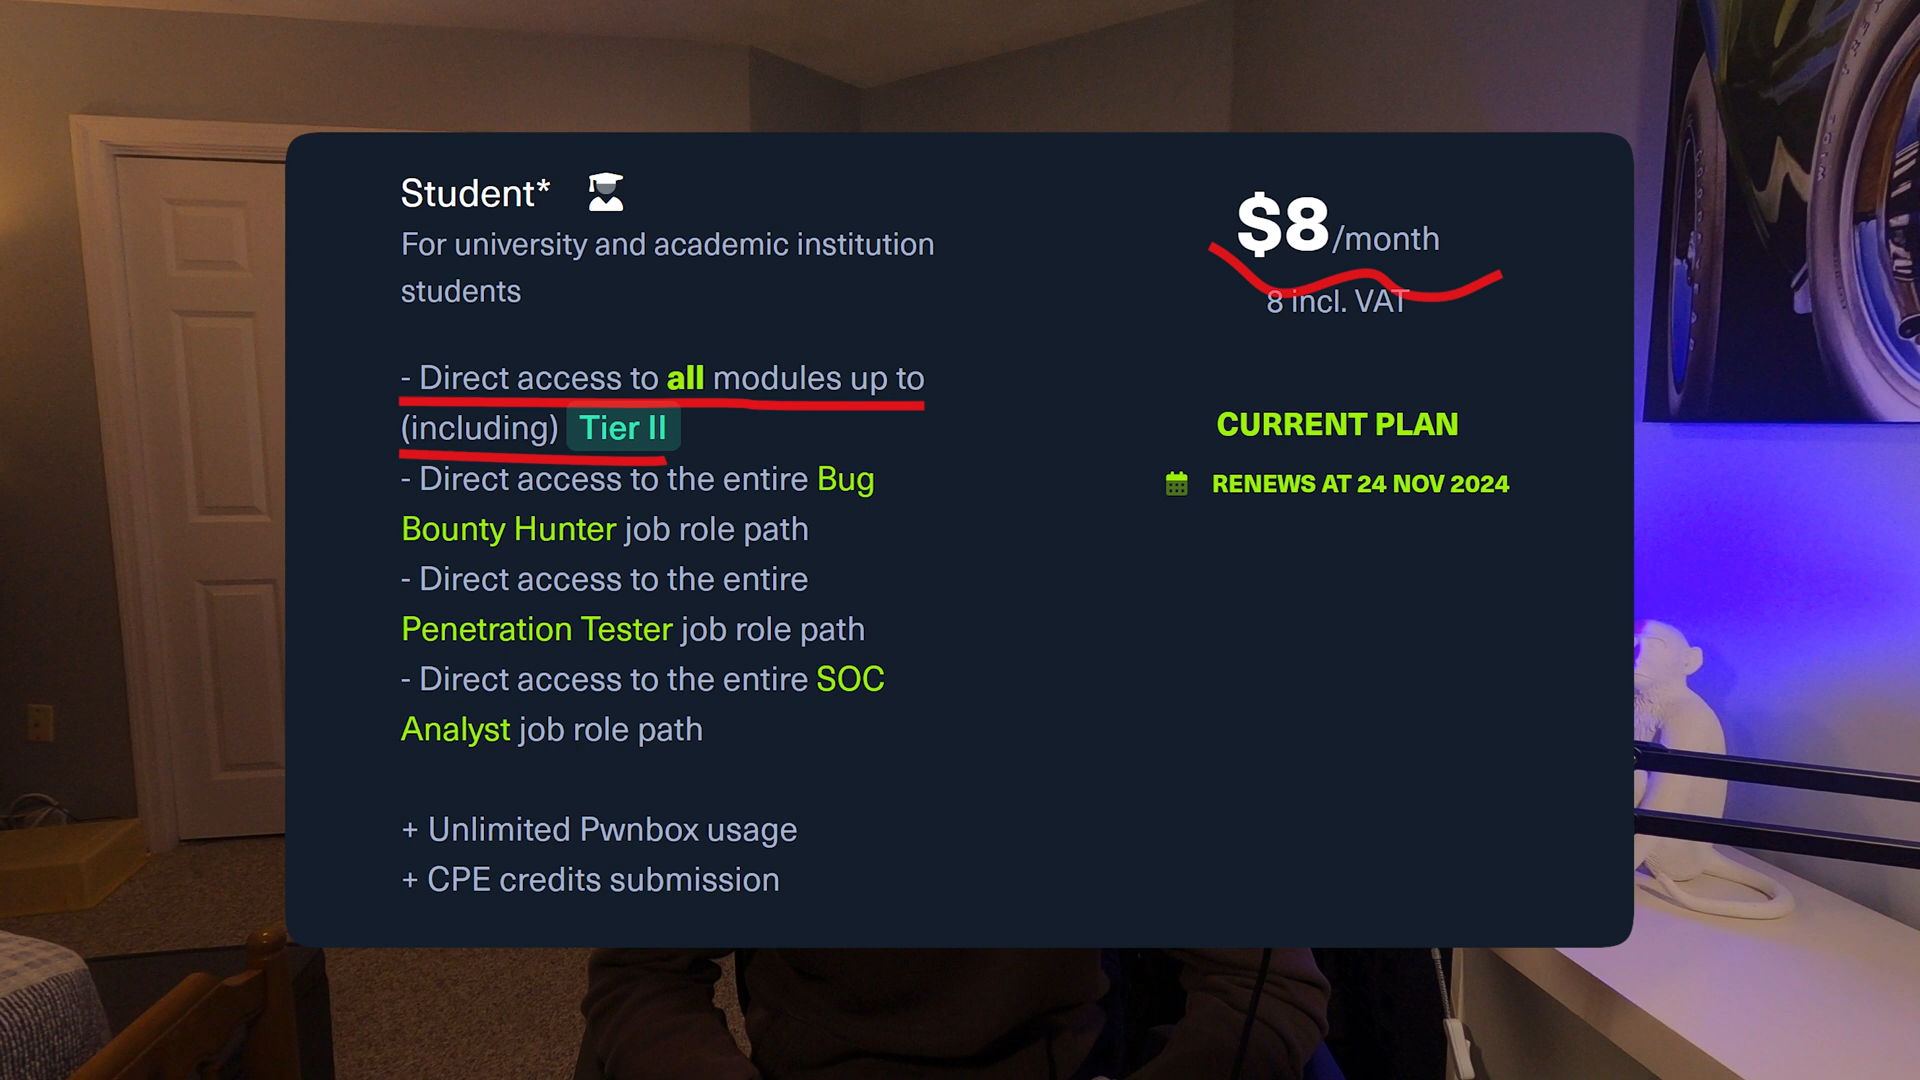 Student*
For university and academic institution
students
- Direct access to all modules up to
(including) Tier II
- Direct access to the entire Bug
Bounty Hunter job role path
- Direct access to the entire
Penetration Tester job role path
- Direct access to the entire SOC
Analyst job role path
+ Unlimited Pwnbox usage
+ CPE credits submission
$8/month
8 incl. VAT
CURRENT PLAN
RENEWS AT 24 NOV 2024